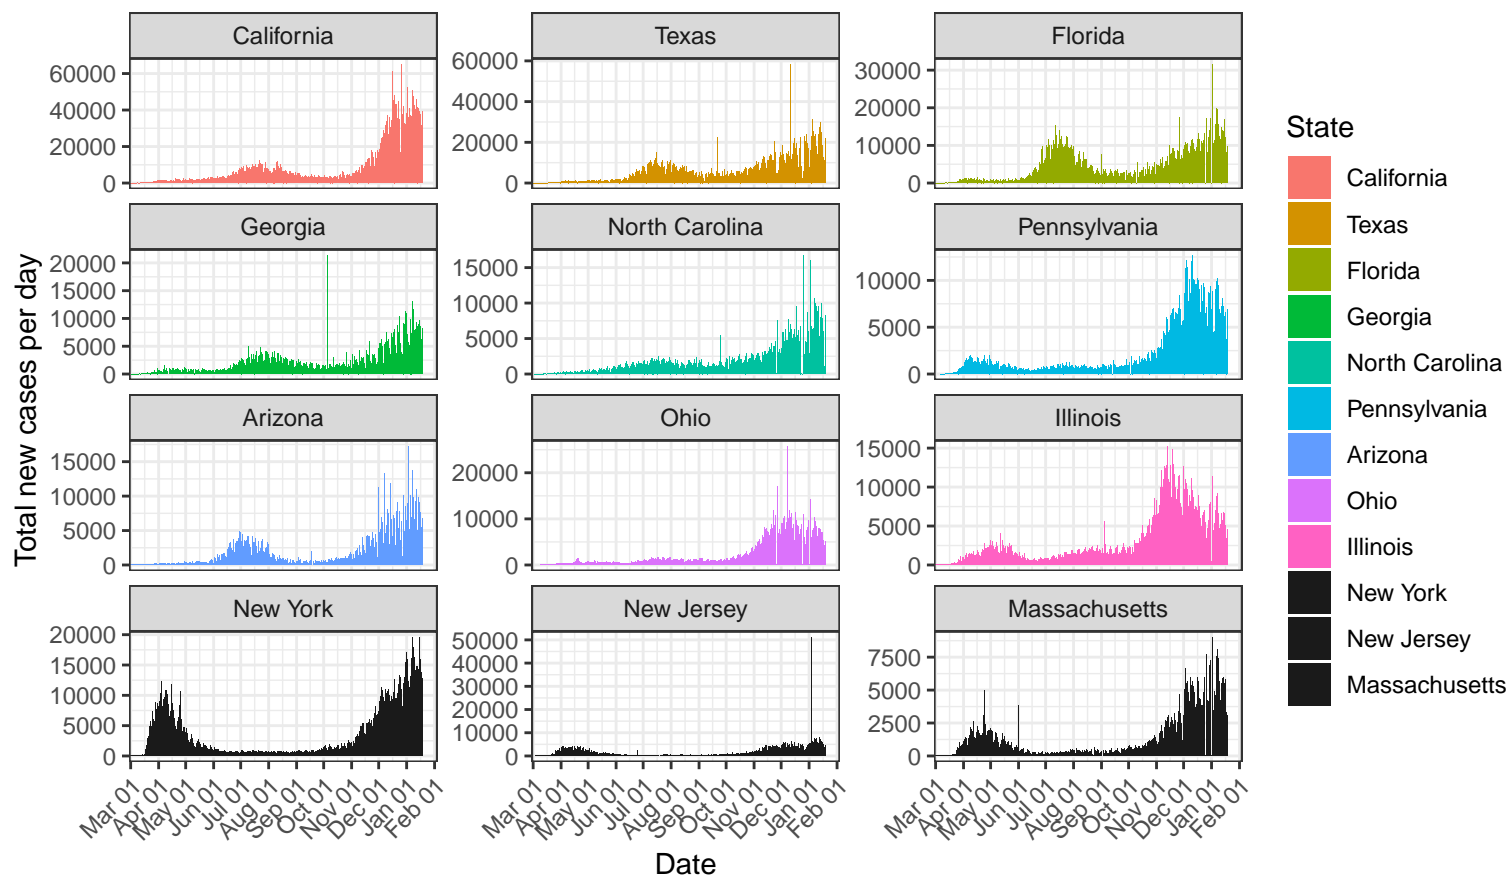 California
Texas
Florida
60000
40000
20000
0
60000
40000
20000
0
30000
20000
10000
0
Georgia
North Carolina
Pennsylvania
20000
15000
10000
5000
0
15000
10000
5000
0
10000
5000
0
Arizona
Ohio
Illinois
15000
10000
5000
0
20000
10000
0
15000
10000
5000
0
New York
New Jersey
Massachusetts
20000
15000
10000
5000
0
50000
40000
30000
20000
10000
0
7500
5000
2500
0
Mar 01
Apr 01
May 01
Jun 01
Jul 01
Aug 01
Sep 01
Oct 01
Nov 01
Dec 01
Jan 01
Feb 01
Mar 01
Apr 01
May 01
Jun 01
Jul 01
Aug 01
Sep 01
Oct 01
Nov 01
Dec 01
Jan 01
Feb 01
Mar 01
Apr 01
May 01
Jun 01
Jul 01
Aug 01
Sep 01
Oct 01
Nov 01
Dec 01
Jan 01
Feb 01
Date
Total new cases per day
State
California
Texas
Florida
Georgia
North Carolina
Pennsylvania
Arizona
Ohio
Illinois
New York
New Jersey
Massachusetts